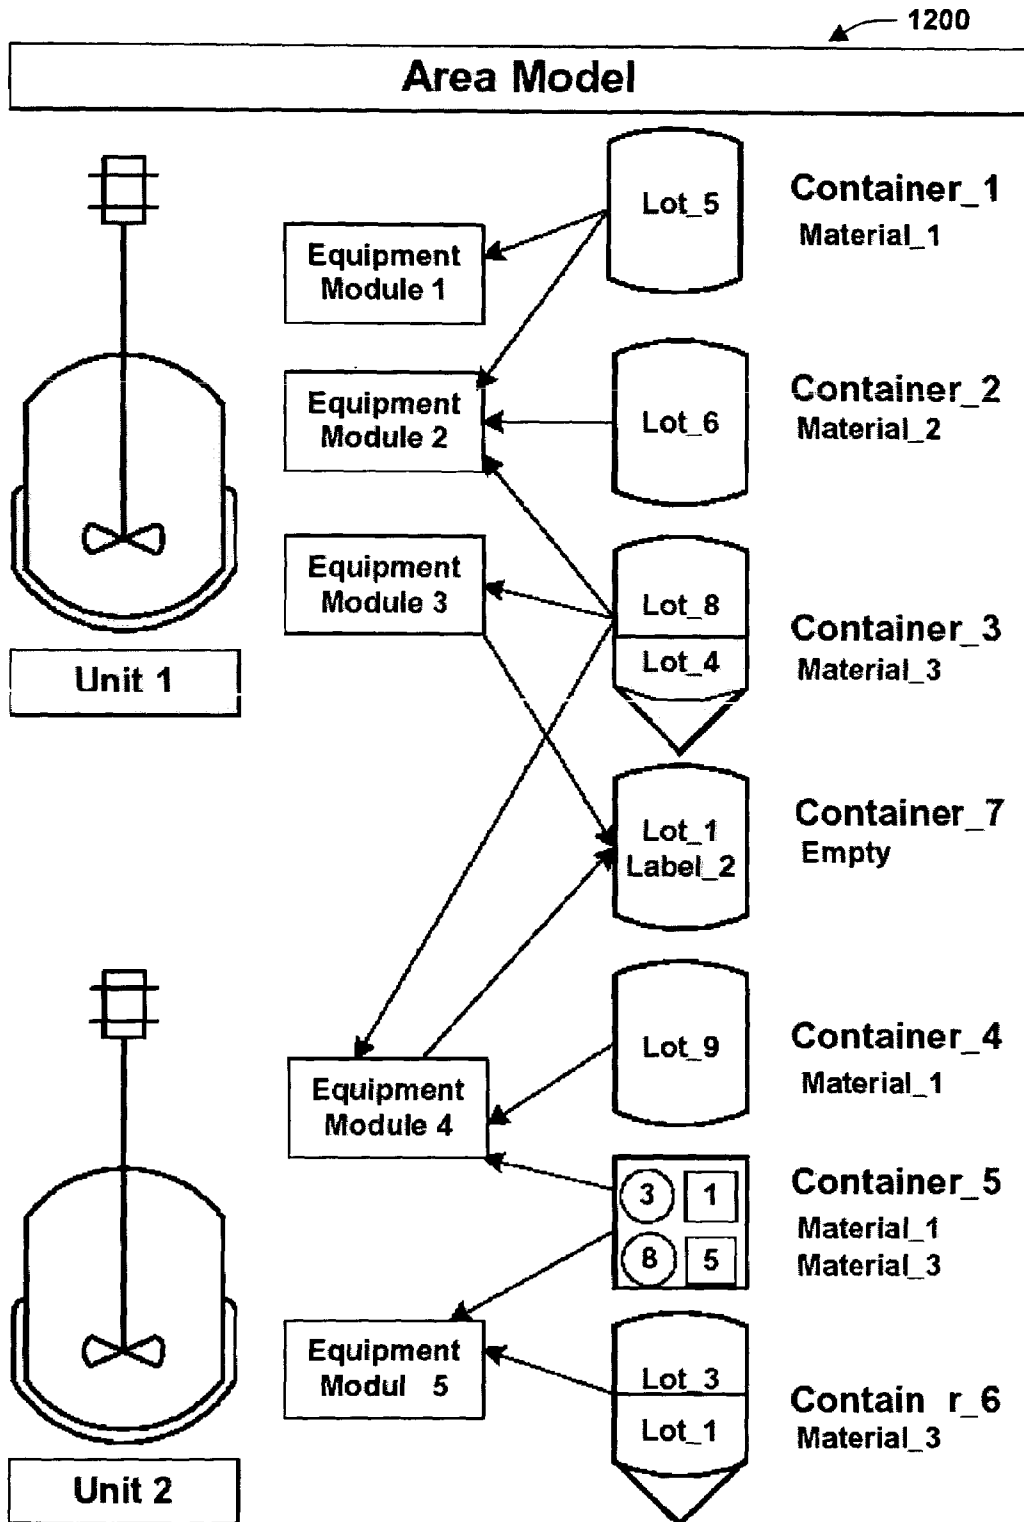 1200
Area Model
Lot_5
Container_1
Material_1
Equipment
Module 1
Equipment
Module 2
Lot_6
Container_2
Material_2
Equipment
Module 3
Lot_8
Lot_4
Container_3
Material_3
Unit 1
Lot_1
Label_2
Container_7
Empty
Lot_9
Container_4
Material_1
Equipment
Module 4
3
1
8
5
Container_5
Material_1
Material_3
Equipment
Modul 5
Lot_3
Lot_1
Contain r_6
Material_3
Unit 2